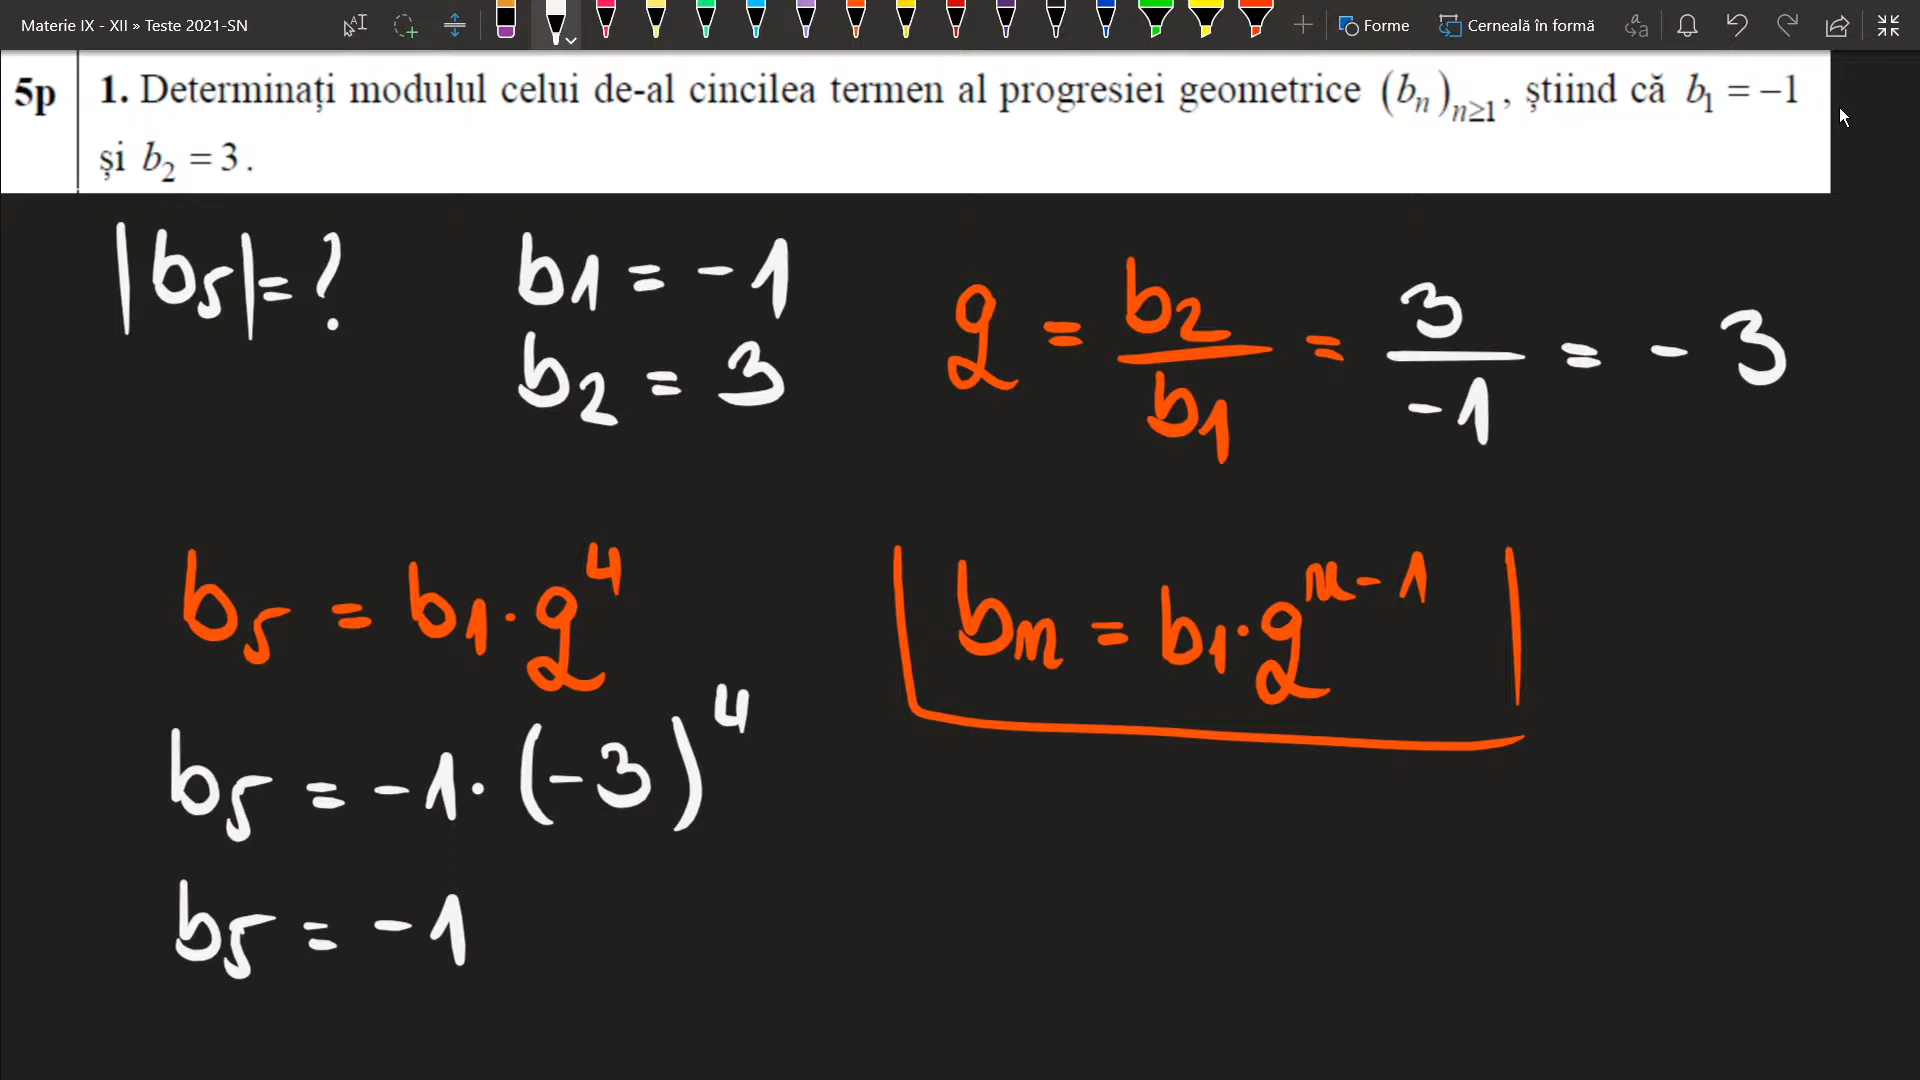 Materie IX - XII » Teste 2021-SN
Forme
Cerneală în formă
5p
1. Determinați modulul celui de-al cincilea termen al progresiei geometrice (bₙ)ₙ≥₁, știind că b₁ = −1
și b₂ = 3.
|b5| = ?
b1 = -1
b2 = 3
q = b2/b1 = 3/-1 = -3
b5 = b1 · q⁴
bn = b1 · q^(n-1)
b5 = -1 · (-3)⁴
b5 = -1